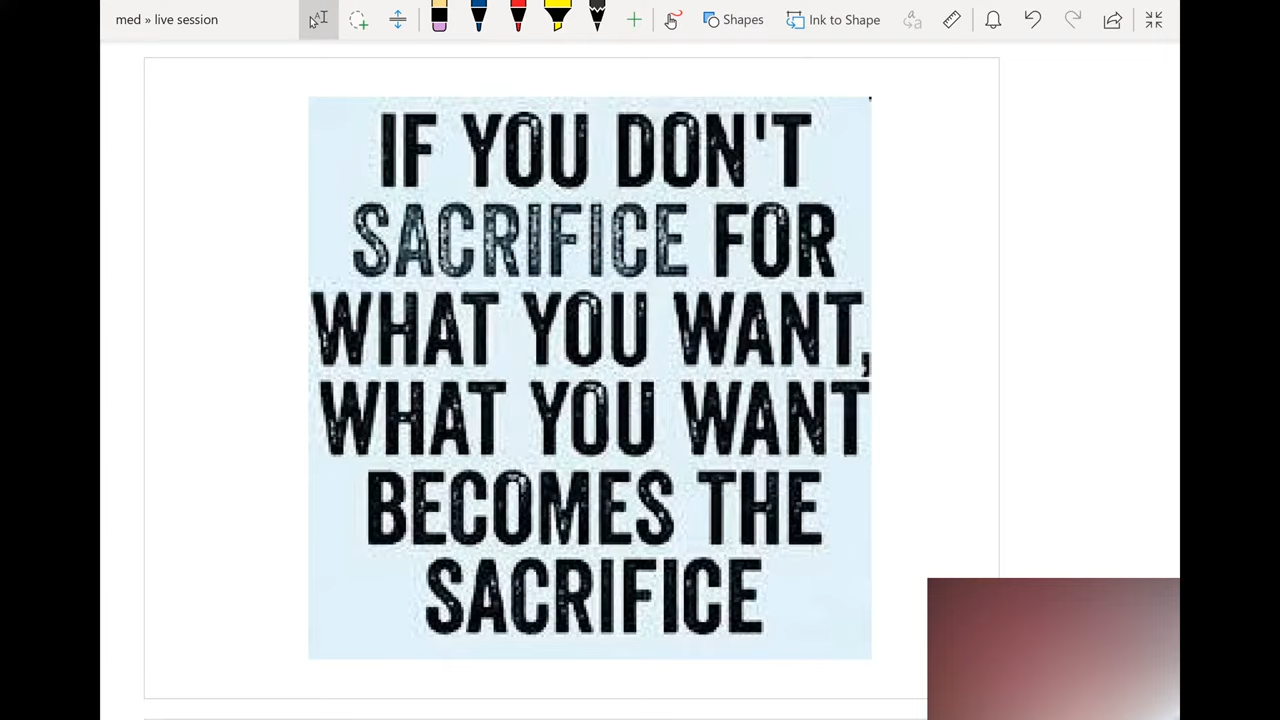 med » live session
Shapes
Ink to Shape
IF YOU DON'T
SACRIFICE FOR
WHAT YOU WANT,
WHAT YOU WANT
BECOMES THE
SACRIFICE